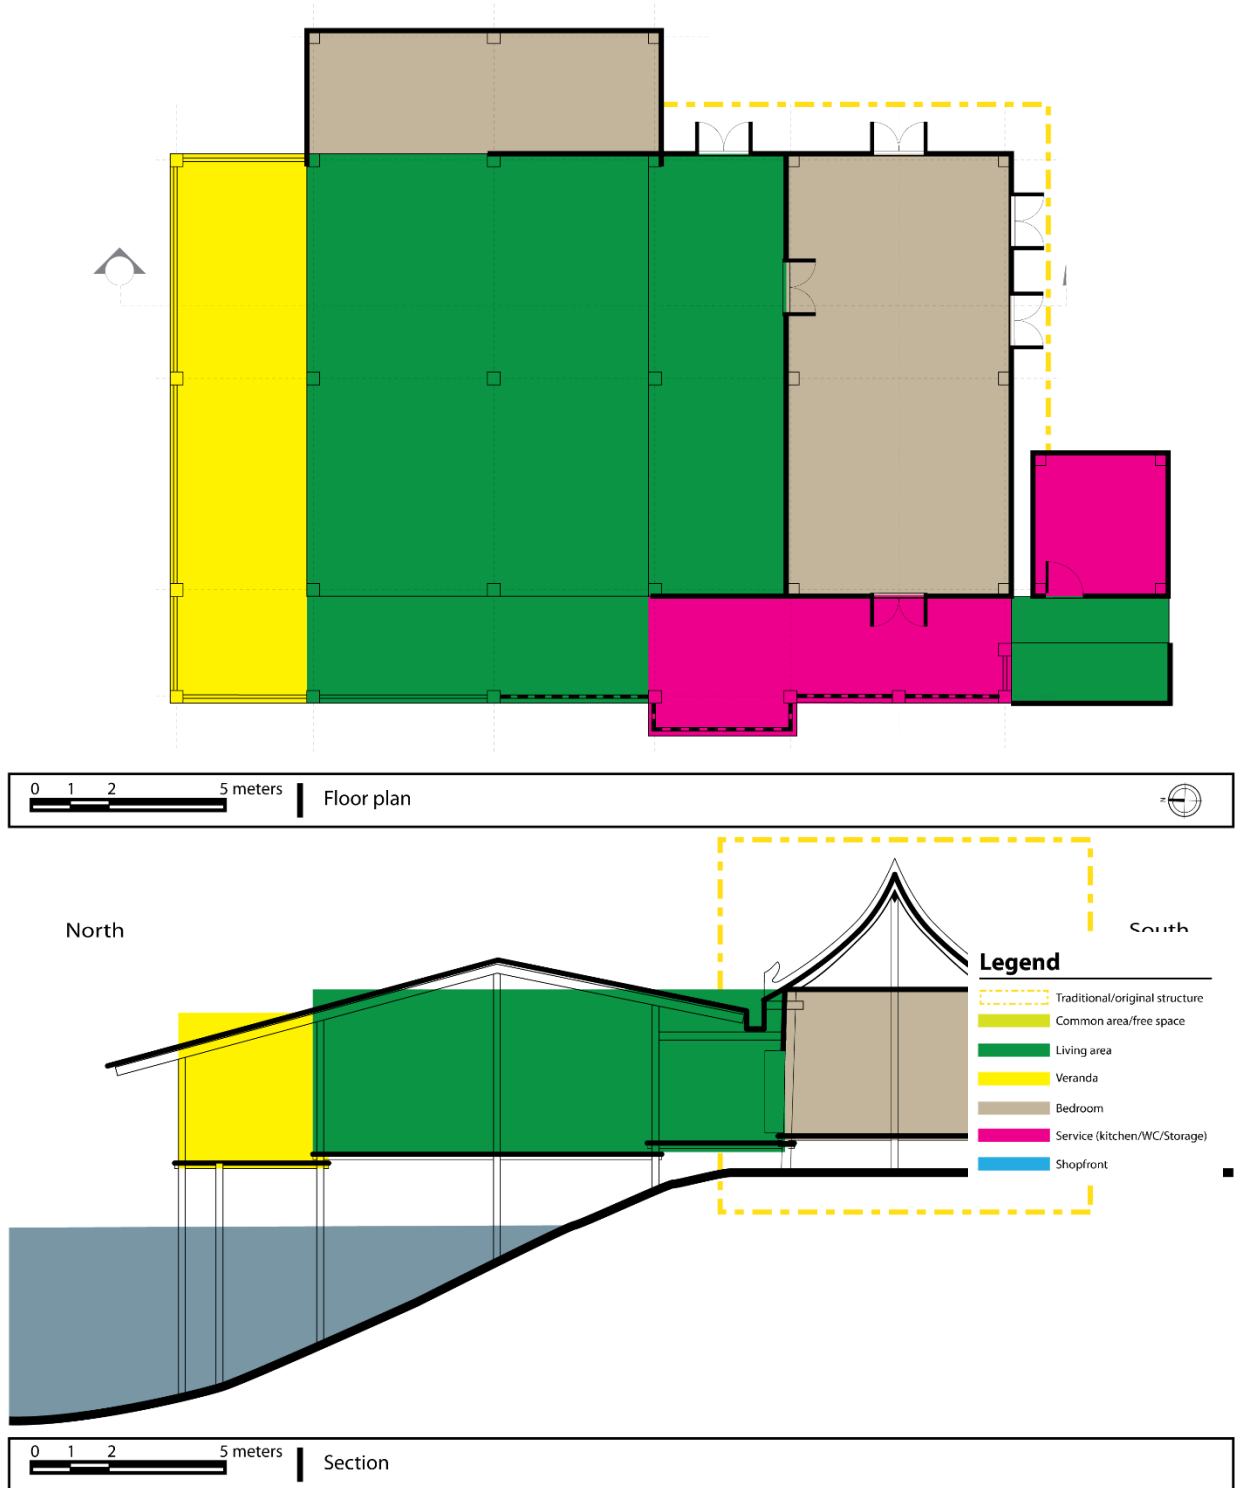 0 1 2 5 meters
Floor plan
N
North
South
Legend
Traditional/original structure
Common area/free space
Living area
Veranda
Bedroom
Service (kitchen/WC/Storage)
Shopfront
0 1 2 5 meters
Section